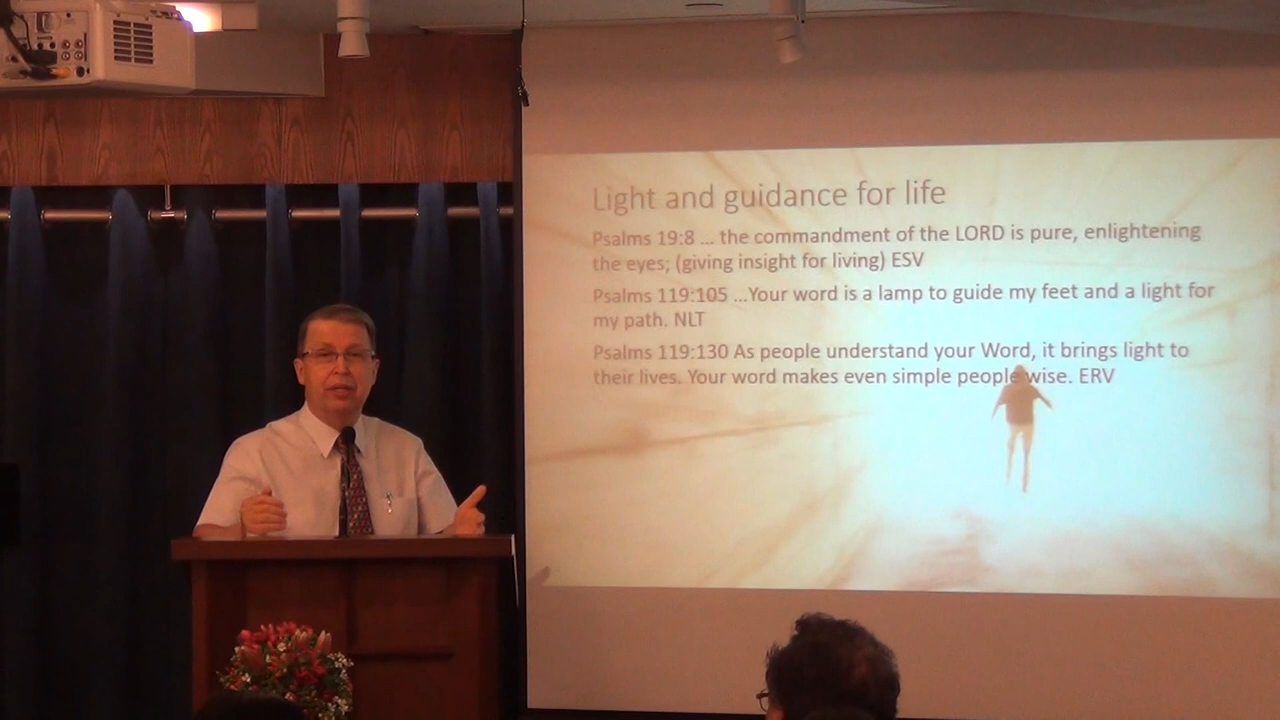 Light and guidance for life
Psalms 19:8 ... the commandment of the LORD is pure, enlightening
the eyes; (giving insight for living) ESV
Psalms 119:105 ...Your word is a lamp to guide my feet and a light for
my path. NLT
Psalms 119:130 As people understand your Word, it brings light to
their lives. Your word makes even simple people wise. ERV